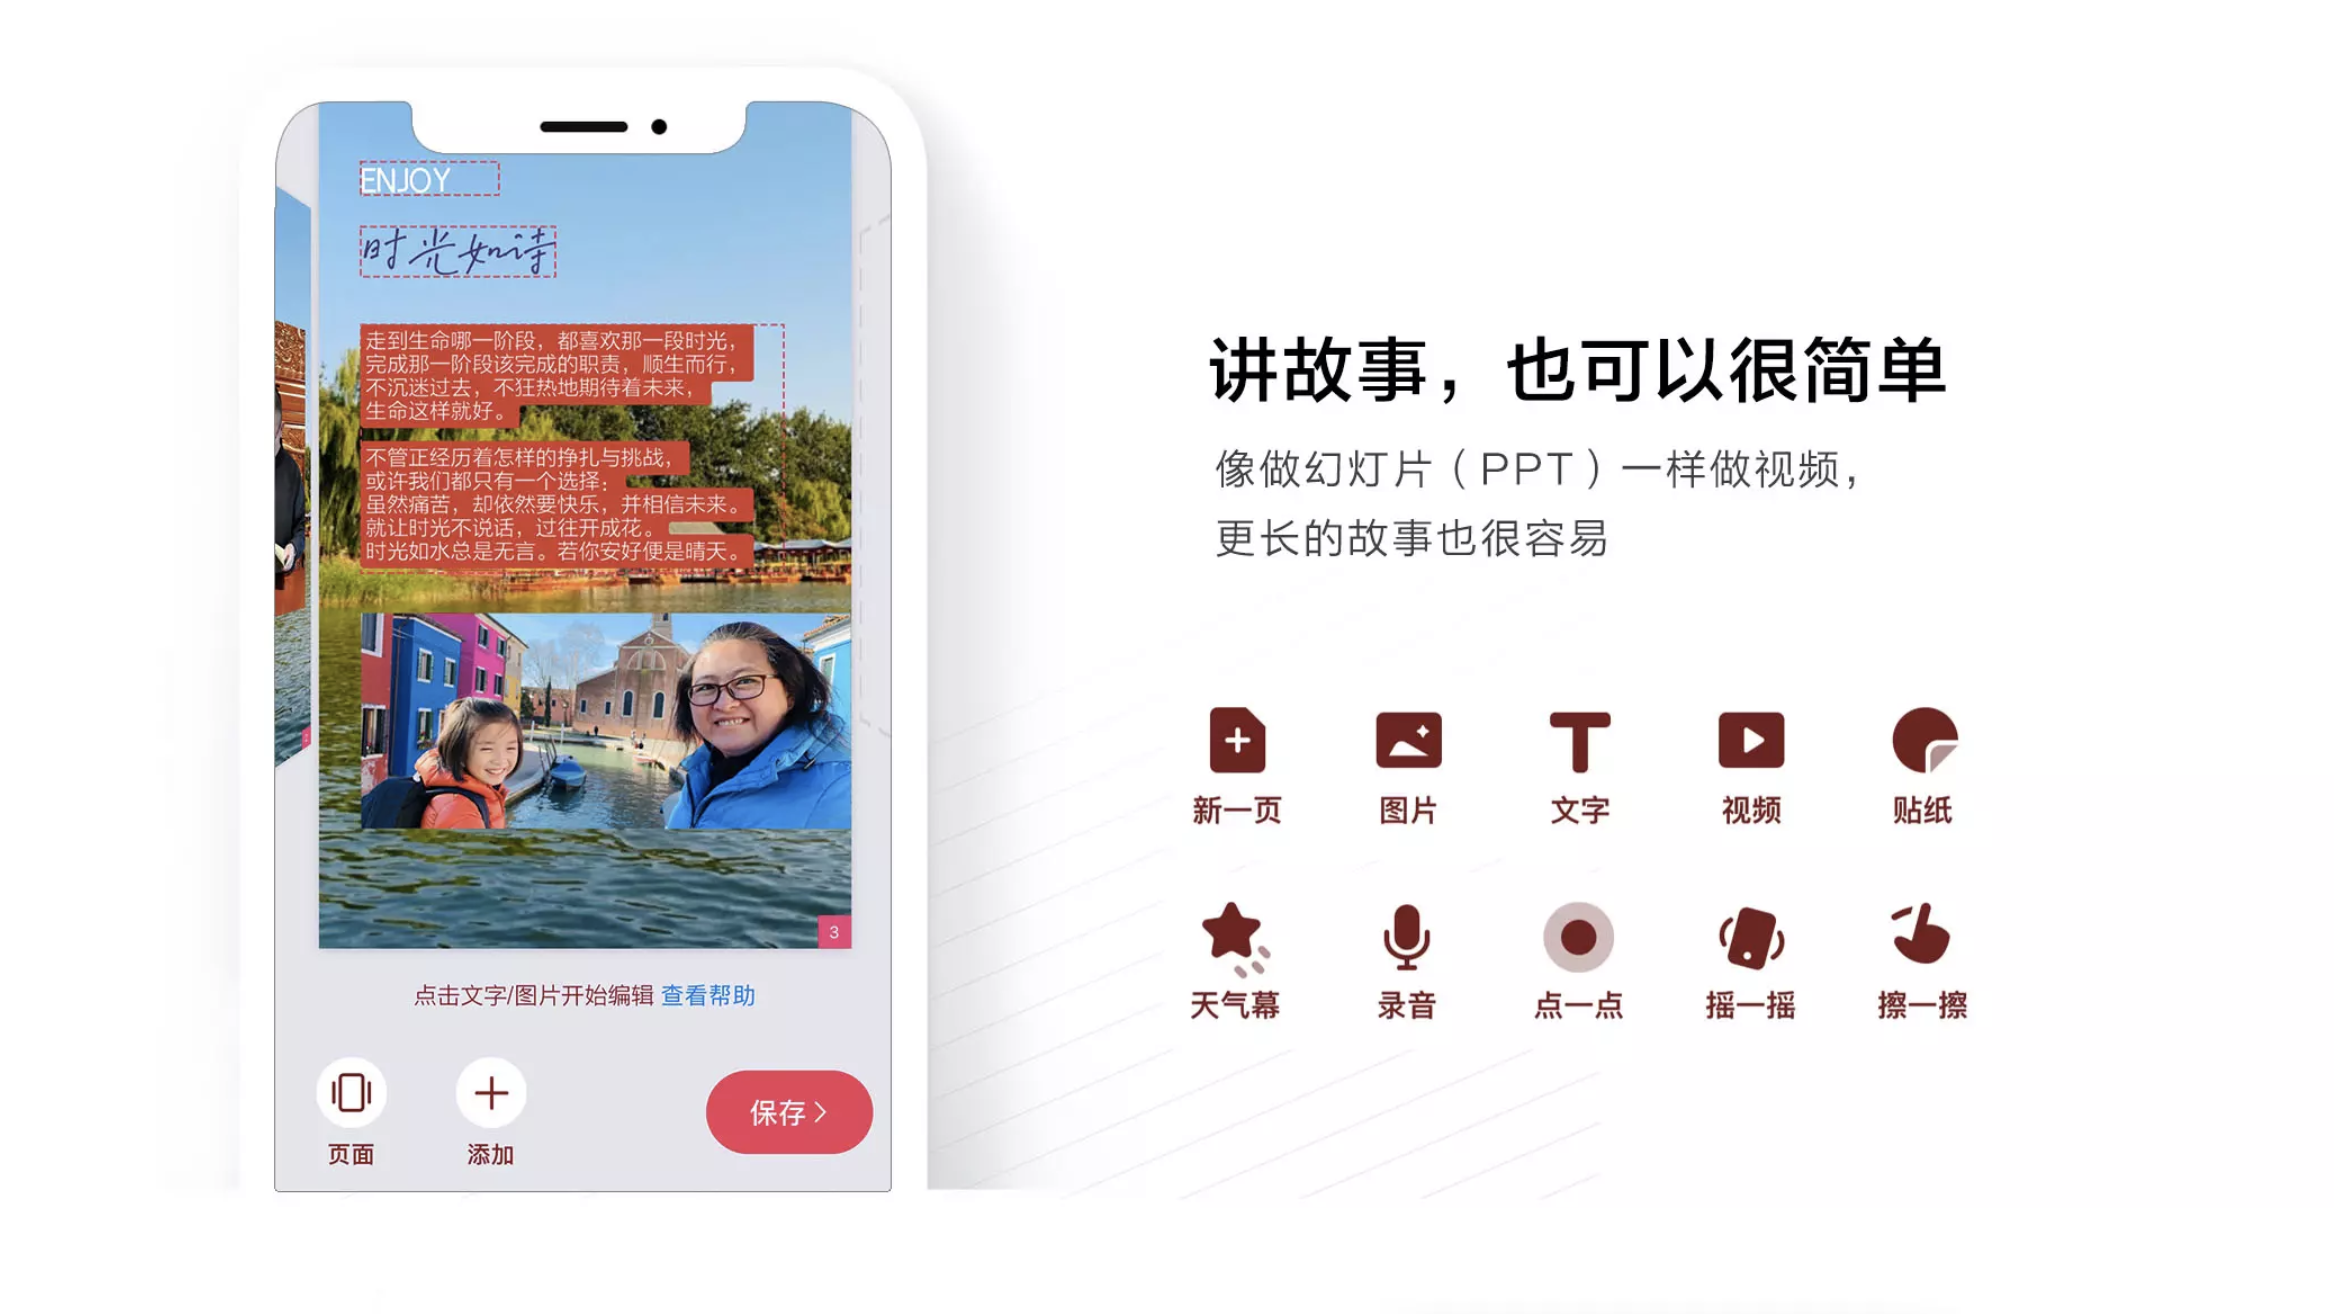 ENJOY
时光如诗
走到生命哪一阶段，都喜欢那一段时光，
完成那一阶段该完成的职责，顺生而行，
不沉迷过去，不狂热地期待着未来，
生命这样就好。
不管正经历着怎样的挣扎与挑战，
或许我们都只有一个选择：
虽然痛苦，却依然要快乐，并相信未来。
就让时光不说话，过往开成花。
时光如水总是无言。若你安好便是晴天。
3
点击文字/图片开始编辑 查看帮助
页面
添加
保存
讲故事，也可以很简单
像做幻灯片（PPT）一样做视频，
更长的故事也很容易
新一页
图片
文字
视频
贴纸
天气幕
录音
点一点
摇一摇
擦一擦